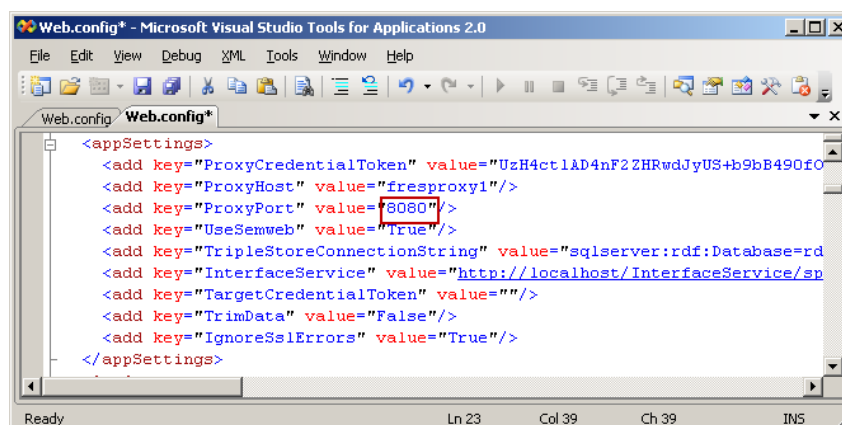 Web.config* - Microsoft Visual Studio Tools for Applications 2.0
File Edit View Debug XML Tools Window Help
Web.config Web.config*
<appSettings>
<add key="ProxyCredentialToken" value="UzH4ctlAD4nF2ZHRwdJyUS+b9bB490fO
<add key="ProxyHost" value="fresproxy1"/>
<add key="ProxyPort" value="8080"/>
<add key="UseSemweb" value="True"/>
<add key="TripleStoreConnectionString" value="sqlserver:rdf:Database=rd
<add key="InterfaceService" value="http://localhost/InterfaceService/sp
<add key="TargetCredentialToken" value=""/>
<add key="TrimData" value="False"/>
<add key="IgnoreSslErrors" value="True"/>
</appSettings>
Ready Ln 23 Col 39 Ch 39 INS